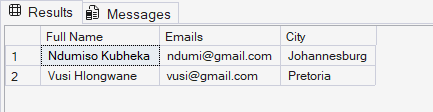 Results Messages
Full Name Emails City
1 Ndumiso Kubheka ndumi@gmail.com Johannesburg
2 Vusi Hlongwane vusi@gmail.com Pretoria